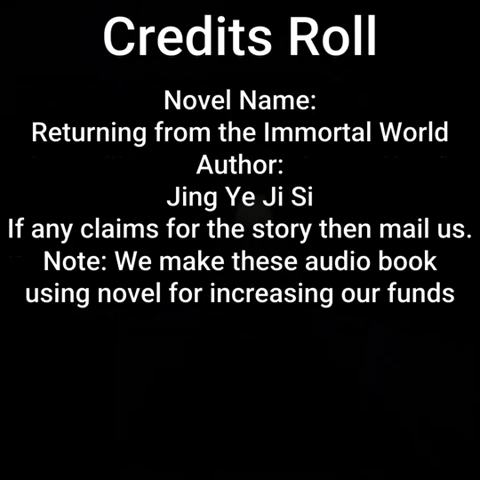 Credits Roll
Novel Name:
Returning from the Immortal World
Author:
Jing Ye Ji Si
If any claims for the story then mail us.
Note: We make these audio book
using novel for increasing our funds